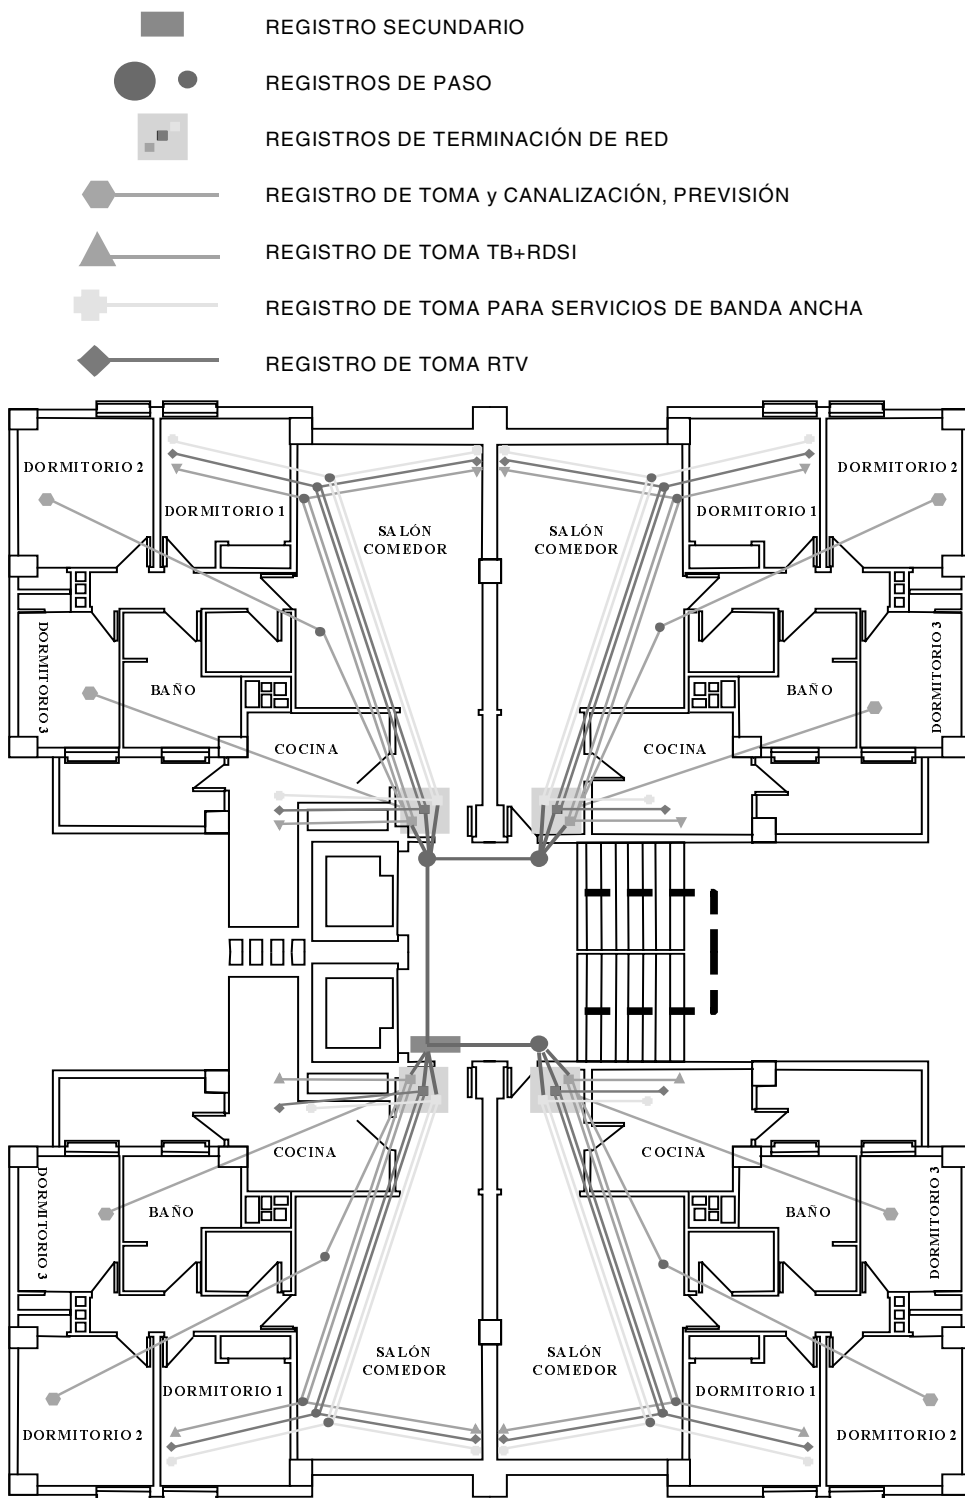 REGISTRO SECUNDARIO
REGISTROS DE PASO
REGISTROS DE TERMINACIÓN DE RED
REGISTRO DE TOMA y CANALIZACIÓN, PREVISIÓN
REGISTRO DE TOMA TB+RDSI
REGISTRO DE TOMA PARA SERVICIOS DE BANDA ANCHA
REGISTRO DE TOMA RTV
DORMITORIO 2
DORMITORIO 1
SALÓN
COMEDOR
SALÓN
COMEDOR
DORMITORIO 1
DORMITORIO 2
DORMITORIO 3
BAÑO
COCINA
COCINA
BAÑO
DORMITORIO 3
DORMITORIO 3
BAÑO
COCINA
COCINA
BAÑO
DORMITORIO 3
DORMITORIO 2
DORMITORIO 1
SALÓN
COMEDOR
SALÓN
COMEDOR
DORMITORIO 1
DORMITORIO 2